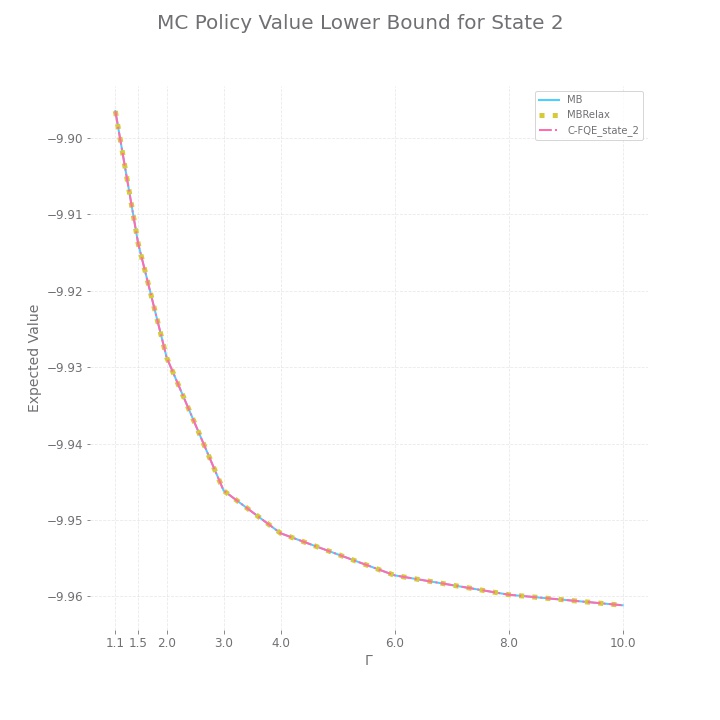 MC Policy Value Lower Bound for State 2
MB
MBRelax
C-FQE_state_2
−9.90
−9.91
−9.92
−9.93
−9.94
−9.95
−9.96
Expected Value
1.1 1.5 2.0 3.0 4.0 6.0 8.0 10.0
Γ